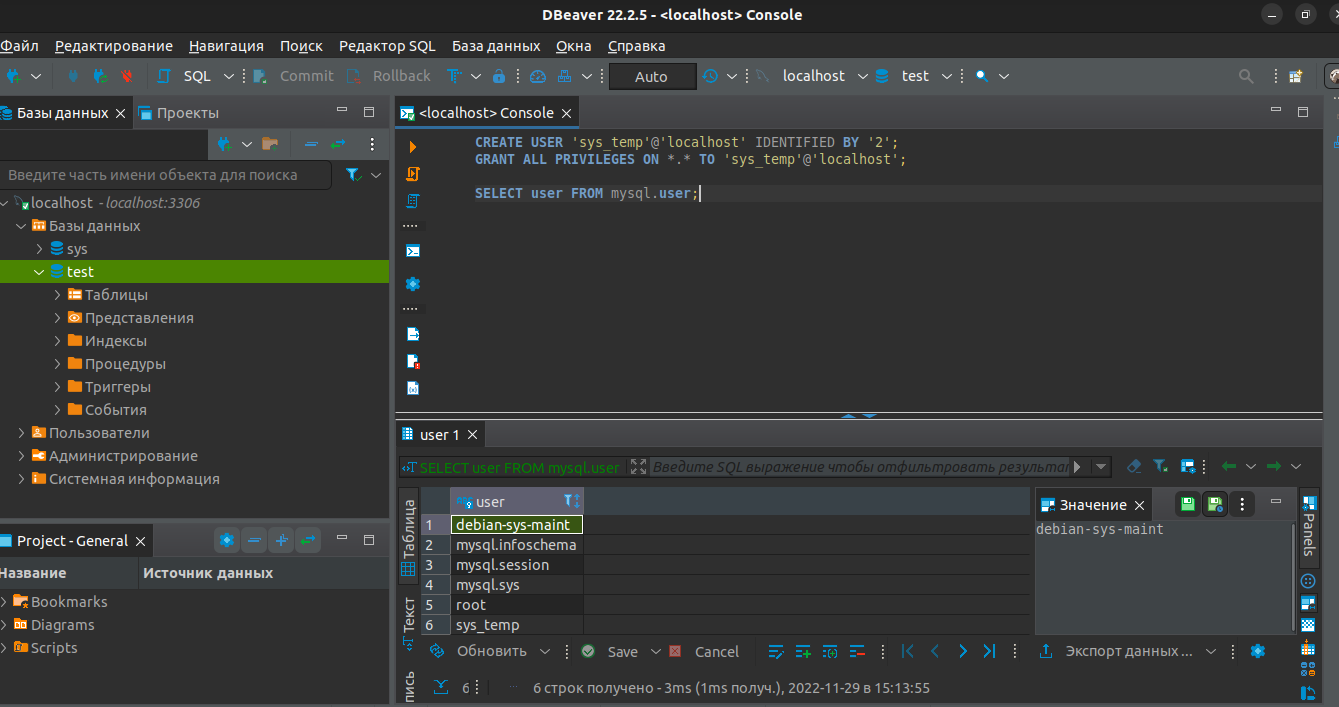 DBeaver 22.2.5 - <localhost> Console
Файл Редактирование Навигация Поиск Редактор SQL База данных Окна Справка
SQL Commit Rollback Auto localhost test
Базы данных Проекты
Введите часть имени объекта для поиска
localhost - localhost:3306
Базы данных
sys
test
Таблицы
Представления
Индексы
Процедуры
Триггеры
События
Пользователи
Администрирование
Системная информация
Project - General
Название Источник данных
Bookmarks
Diagrams
Scripts
<localhost> Console
CREATE USER 'sys_temp'@'localhost' IDENTIFIED BY '2';
GRANT ALL PRIVILEGES ON *.* TO 'sys_temp'@'localhost';
SELECT user FROM mysql.user;
user 1
SELECT user FROM mysql.user Введите SQL выражение чтобы отфильтровать результат
Таблица
Текст
user
1 debian-sys-maint
2 mysql.infoschema
3 mysql.session
4 mysql.sys
5 root
6 sys_temp
Значение
debian-sys-maint
Panels
Обновить Save Cancel Экспорт данных ...
6 6 строк получено - 3ms (1ms получ.), 2022-11-29 в 15:13:55